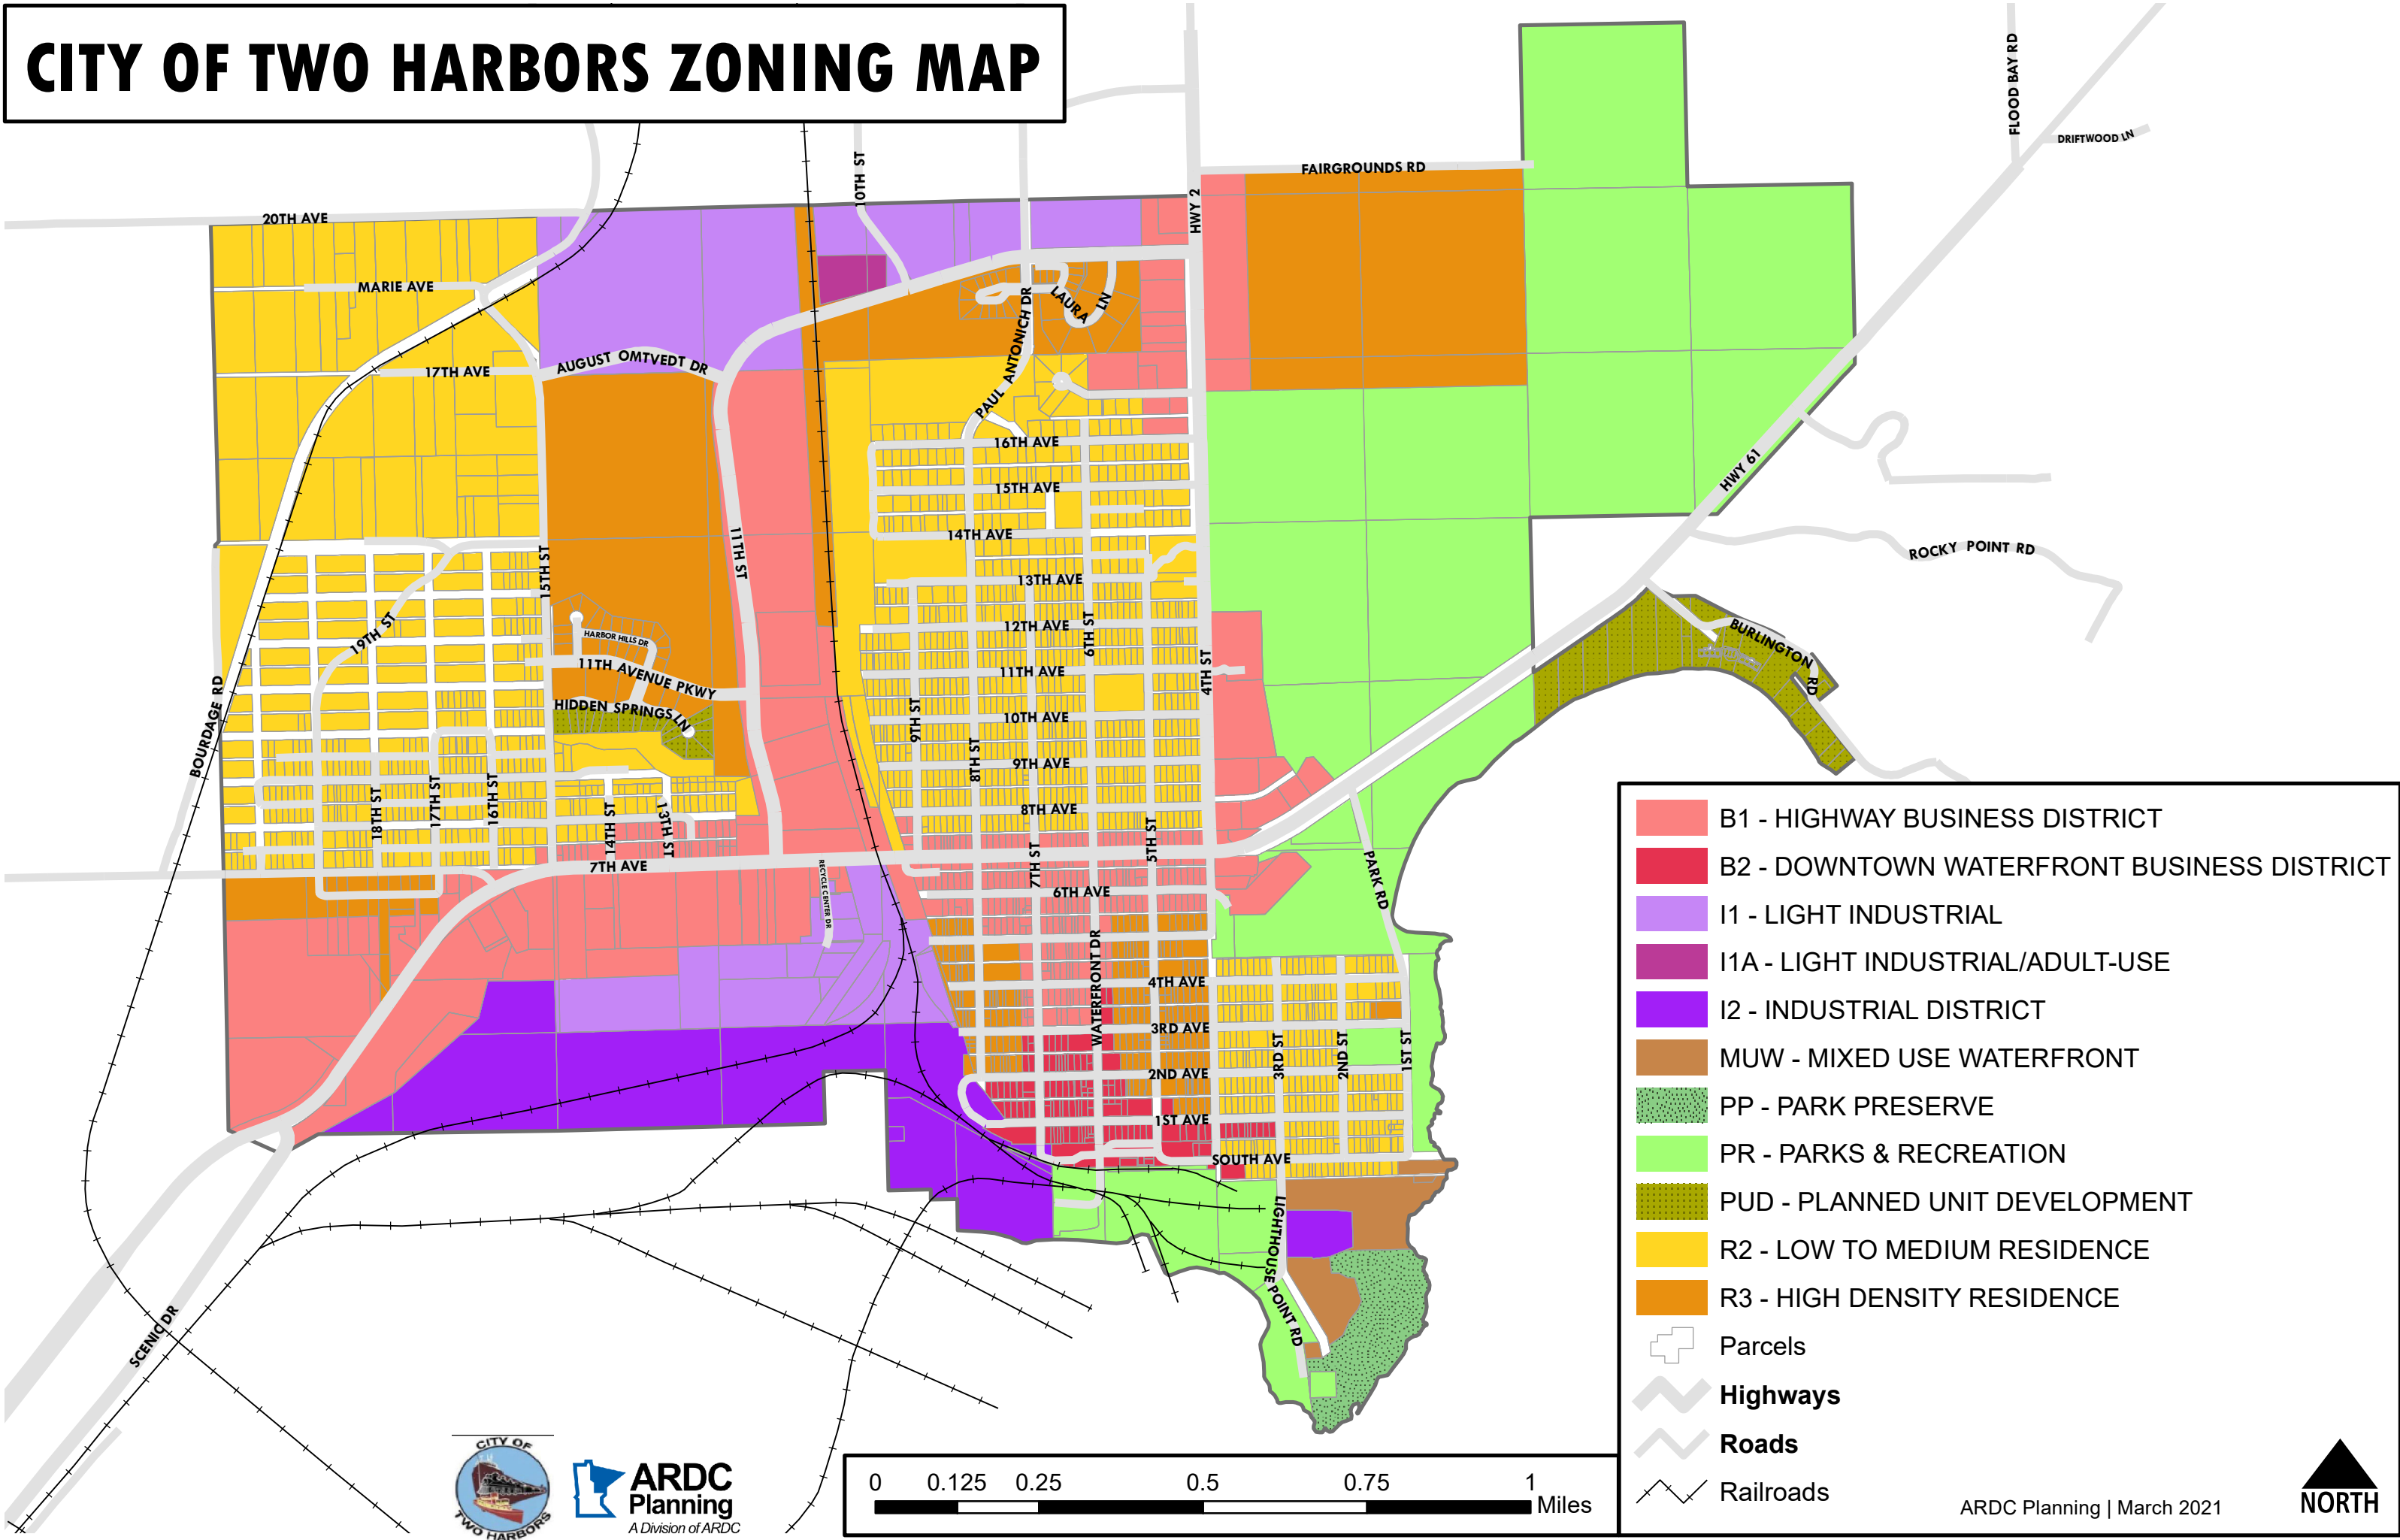 CITY OF TWO HARBORS ZONING MAP
FLOOD BAY RD
DRIFTWOOD LN
10TH ST
FAIRGROUNDS RD
HWY 2
20TH AVE
MARIE AVE
LAURA LN
PAUL ANTONICH DR
AUGUST OMTVEDT DR
17TH AVE
16TH AVE
HWY 61
15TH AVE
14TH AVE
11TH ST
15TH ST
ROCKY POINT RD
13TH AVE
19TH ST
HARBOR HILLS DR
12TH AVE
6TH ST
BURLINGTON RD
11TH AVENUE PKWY
11TH AVE
4TH ST
BOURDAGE RD
HIDDEN SPRINGS LN
9TH ST
10TH AVE
8TH ST
9TH AVE
18TH ST
17TH ST
16TH ST
14TH ST
13TH ST
8TH AVE
5TH ST
7TH ST
7TH AVE
RECYCLE CENTER DR
PARK RD
6TH AVE
WATERFRONT DR
4TH AVE
3RD AVE
3RD ST
2ND ST
1ST ST
2ND AVE
1ST AVE
SOUTH AVE
LIGHTHOUSE POINT RD
SCENIC DR
B1 - HIGHWAY BUSINESS DISTRICT
B2 - DOWNTOWN WATERFRONT BUSINESS DISTRICT
I1 - LIGHT INDUSTRIAL
I1A - LIGHT INDUSTRIAL/ADULT-USE
I2 - INDUSTRIAL DISTRICT
MUW - MIXED USE WATERFRONT
PP - PARK PRESERVE
PR - PARKS & RECREATION
PUD - PLANNED UNIT DEVELOPMENT
R2 - LOW TO MEDIUM RESIDENCE
R3 - HIGH DENSITY RESIDENCE
Parcels
Highways
Roads
Railroads
ARDC Planning | March 2021
NORTH
CITY OF
TWO HARBORS
ARDC
Planning
A Division of ARDC
0 0.125 0.25 0.5 0.75 1
Miles